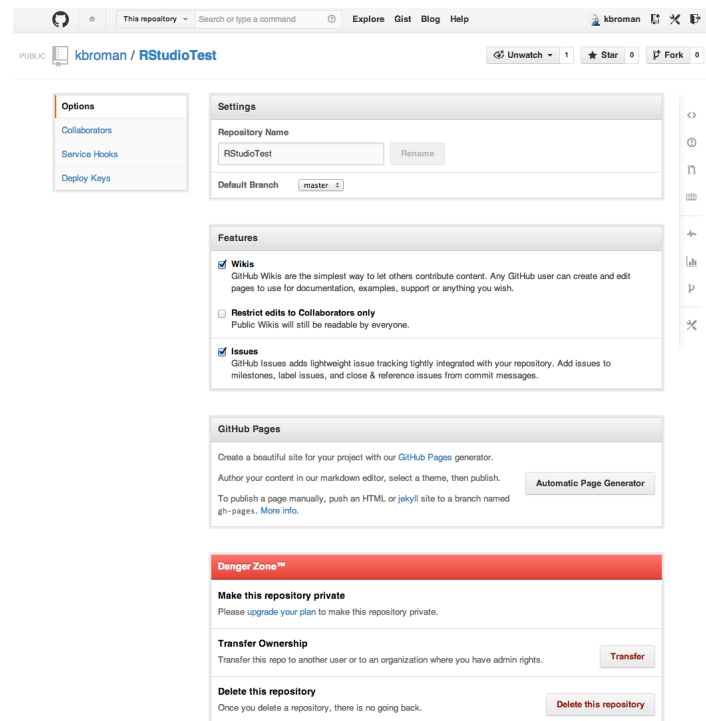 This repository Search or type a command Explore Gist Blog Help kbroman
PUBLIC kbroman / RStudioTest Unwatch 1 Star 0 Fork 0
Options
Collaborators
Service Hooks
Deploy Keys
Settings
Repository Name
RStudioTest Rename
Default Branch master
Features
Wikis
GitHub Wikis are the simplest way to let others contribute content. Any GitHub user can create and edit
pages to use for documentation, examples, support or anything you wish.
Restrict edits to Collaborators only
Public Wikis will still be readable by everyone.
Issues
GitHub Issues adds lightweight issue tracking tightly integrated with your repository. Add issues to
milestones, label issues, and close & reference issues from commit messages.
GitHub Pages
Create a beautiful site for your project with our GitHub Pages generator.
Author your content in our markdown editor, select a theme, then publish.
Automatic Page Generator
To publish a page manually, push an HTML or jekyll site to a branch named
gh-pages. More info.
Danger Zone™
Make this repository private
Please upgrade your plan to make this repository private.
Transfer Ownership
Transfer this repo to another user or to an organization where you have admin rights.
Transfer
Delete this repository
Once you delete a repository, there is no going back.
Delete this repository